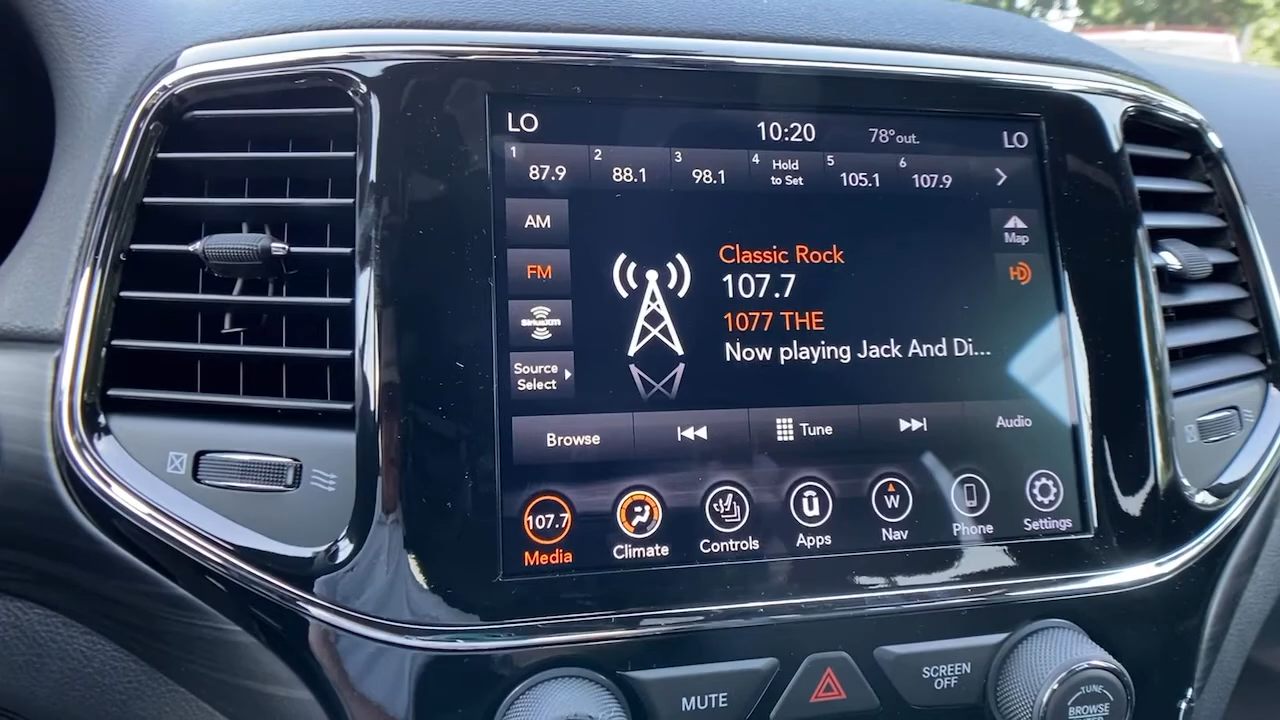 LO 10:20 78° out. LO
1 87.9 2 88.1 3 98.1 4 Hold to Set 5 105.1 6 107.9
AM
Map
FM
HD
SiriusXM
Source
Select
Classic Rock
107.7
1077 THE
Now playing Jack And Di...
Browse Tune Audio
107.7 u W
Media Climate Controls Apps Nav Phone Settings
MUTE
SCREEN
OFF
TUNE
BROWSE